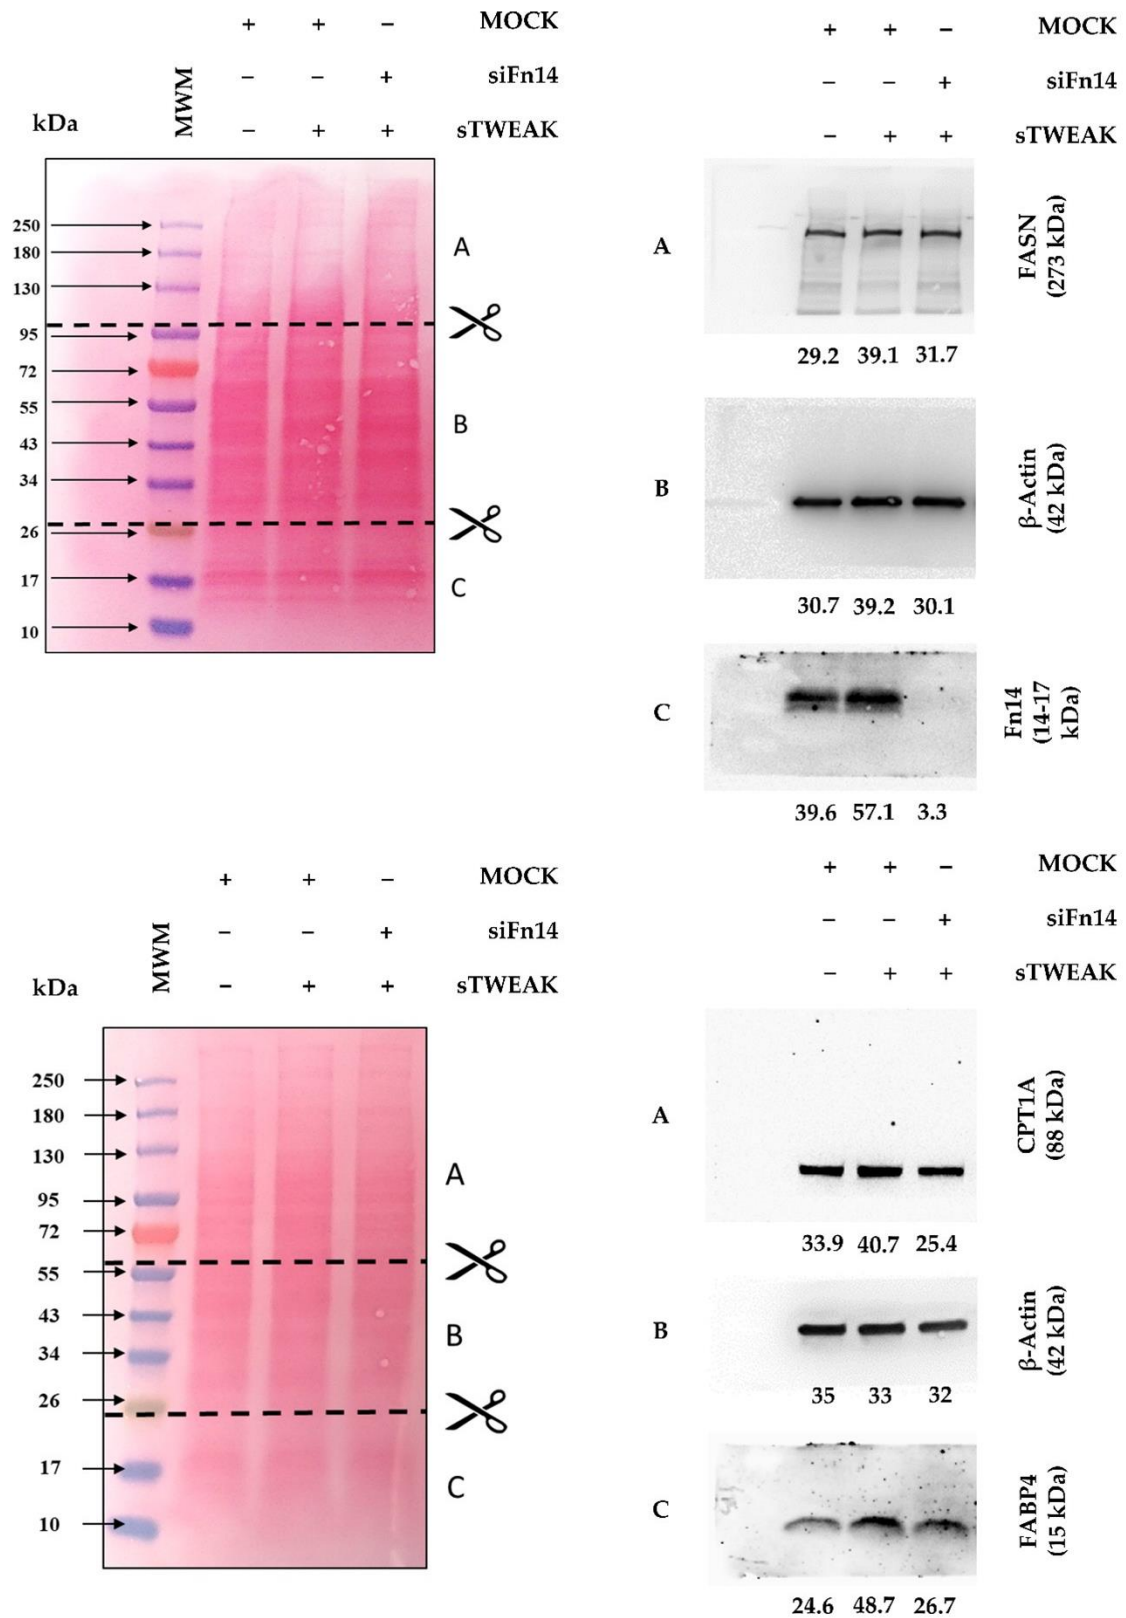 + + − MOCK
− − + siFn14
− + + sTWEAK
kDa
MWM
250
180
130
95
72
55
43
34
26
17
10
A
B
C
+ + − MOCK
− − + siFn14
− + + sTWEAK
A
FASN
(273 kDa)
29.2 39.1 31.7
B
β-Actin
(42 kDa)
30.7 39.2 30.1
C
Fn14
(14-17
kDa)
39.6 57.1 3.3
+ + − MOCK
− − + siFn14
− + + sTWEAK
kDa
MWM
250
180
130
95
72
55
43
34
26
17
10
A
B
C
+ + − MOCK
− − + siFn14
− + + sTWEAK
A
CPT1A
(88 kDa)
33.9 40.7 25.4
B
β-Actin
(42 kDa)
35 33 32
C
FABP4
(15 kDa)
24.6 48.7 26.7